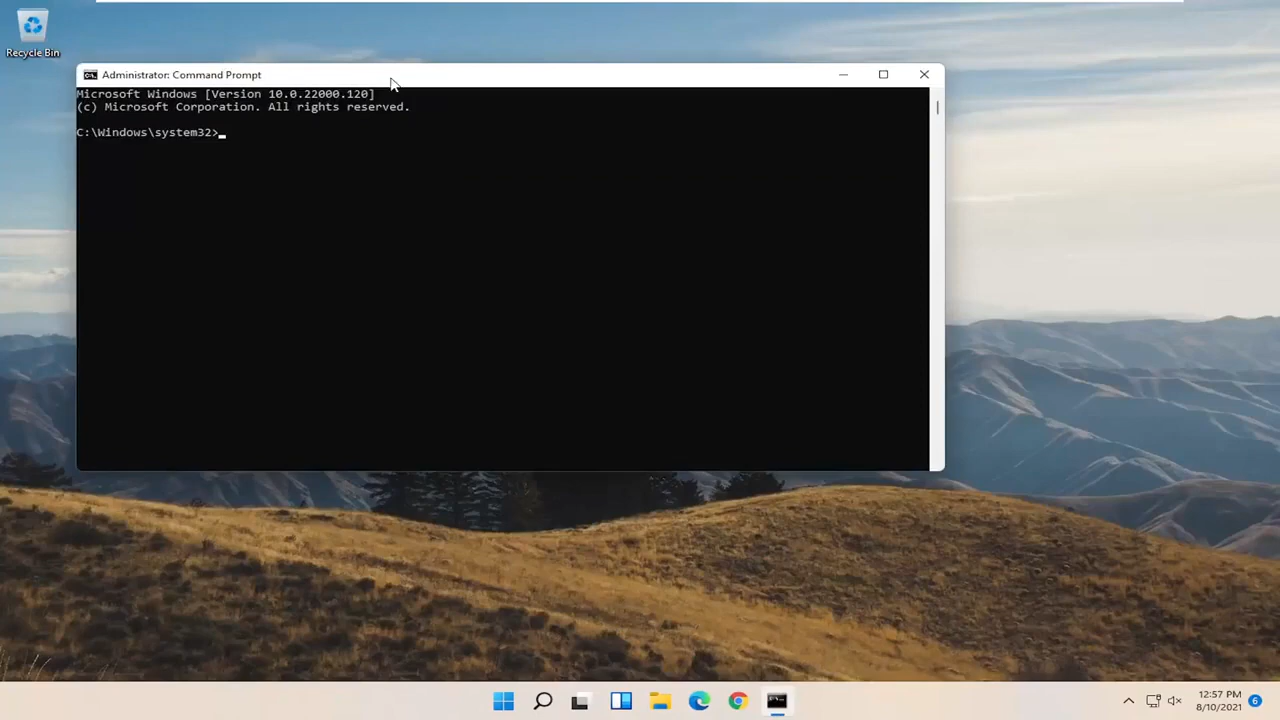 Recycle Bin
Administrator: Command Prompt
Microsoft Windows [Version 10.0.22000.120]
(c) Microsoft Corporation. All rights reserved.
C:\Windows\system32>
12:57 PM
8/10/2021
6